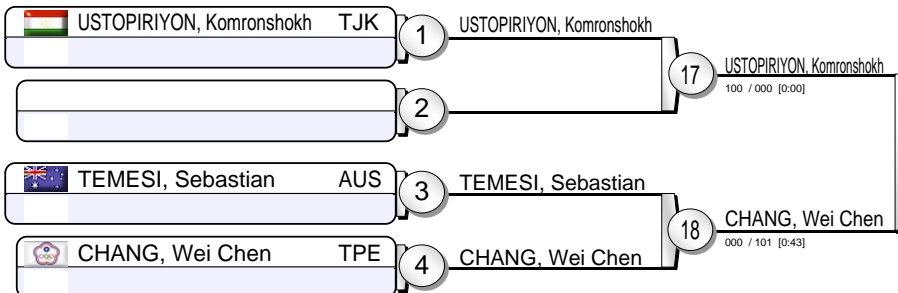 USTOPIRIYON, Komronshokh TJK
1
USTOPIRIYON, Komronshokh
17
USTOPIRIYON, Komronshokh
100 / 000 [0:00]
2
TEMESI, Sebastian AUS
3
TEMESI, Sebastian
18
CHANG, Wei Chen
000 / 101 [0:43]
CHANG, Wei Chen TPE
4
CHANG, Wei Chen